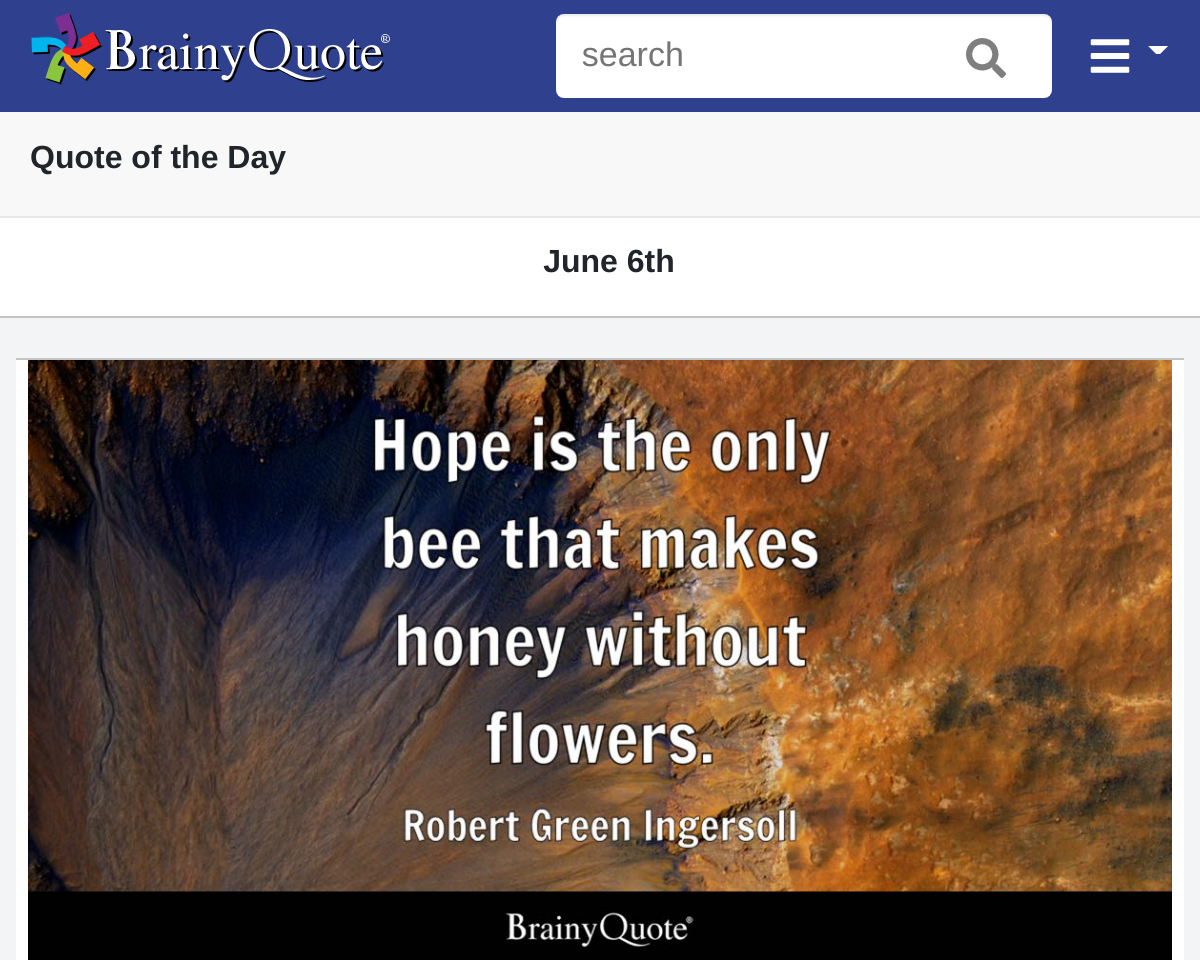 BrainyQuote®
search
Quote of the Day
June 6th
Hope is the only
bee that makes
honey without
flowers.
Robert Green Ingersoll
BrainyQuote®